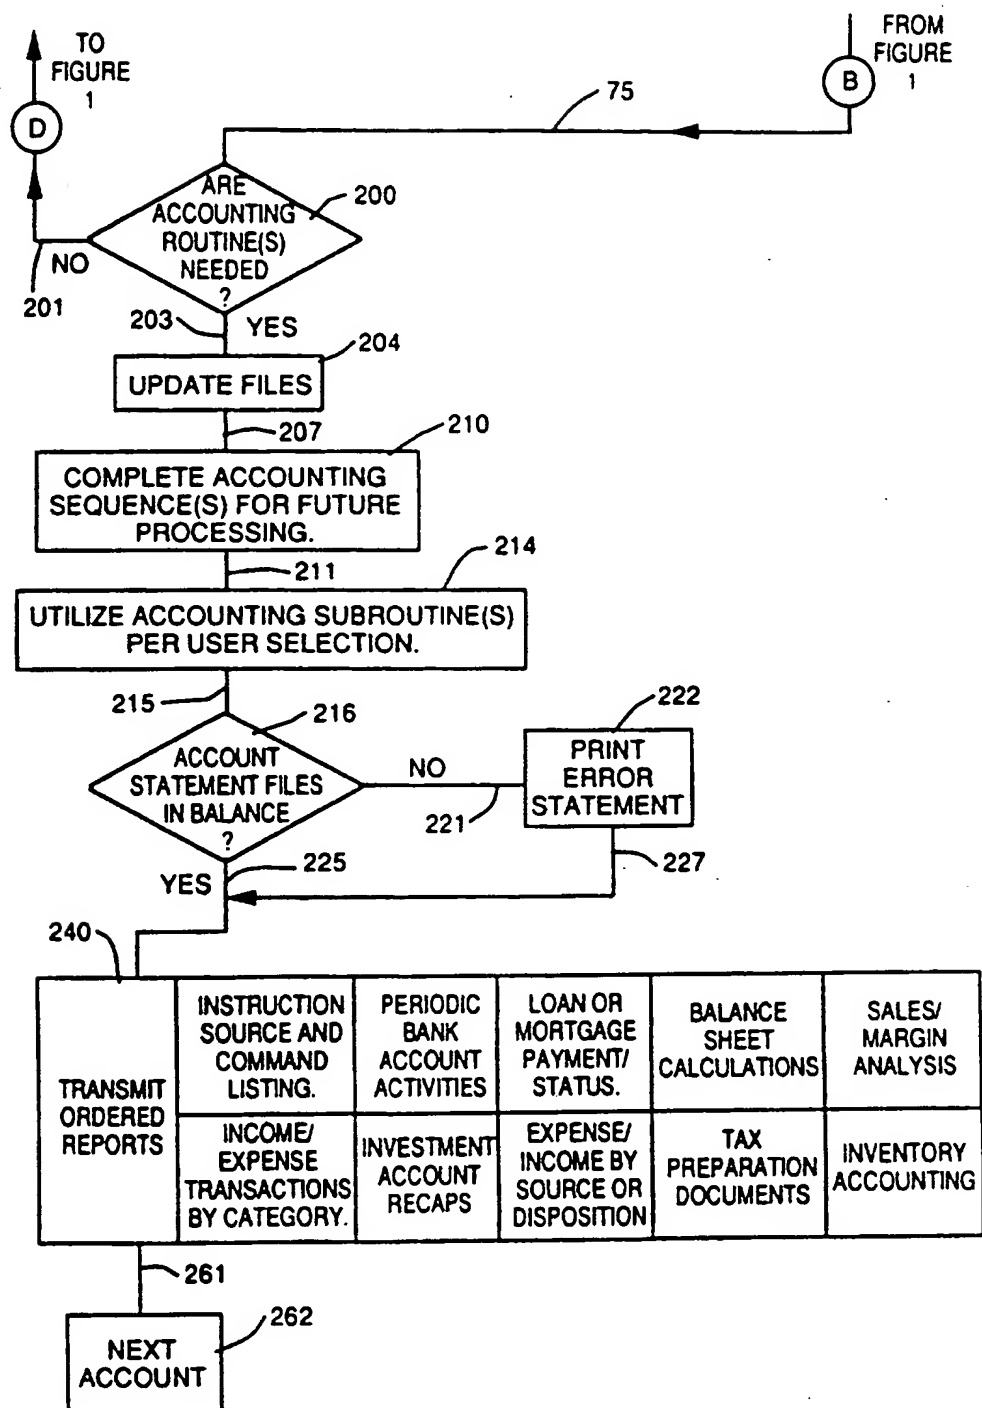 TO
FIGURE
1
D
FROM
FIGURE
1
B
75
ARE
ACCOUNTING
ROUTINE(S)
NEEDED
?
200
NO
201
203
YES
204
UPDATE FILES
207
210
COMPLETE ACCOUNTING
SEQUENCE(S) FOR FUTURE
PROCESSING.
211
214
UTILIZE ACCOUNTING SUBROUTINE(S)
PER USER SELECTION.
215
216
ACCOUNT
STATEMENT FILES
IN BALANCE
?
NO
221
222
PRINT
ERROR
STATEMENT
225
YES
227
240
TRANSMIT
ORDERED
REPORTS
INSTRUCTION
SOURCE AND
COMMAND
LISTING.
PERIODIC
BANK
ACCOUNT
ACTIVITIES
LOAN OR
MORTGAGE
PAYMENT/
STATUS.
BALANCE
SHEET
CALCULATIONS
SALES/
MARGIN
ANALYSIS
INCOME/
EXPENSE
TRANSACTIONS
BY CATEGORY.
INVESTMENT
ACCOUNT
RECAPS
EXPENSE/
INCOME BY
SOURCE OR
DISPOSITION
TAX
PREPARATION
DOCUMENTS
INVENTORY
ACCOUNTING
261
262
NEXT
ACCOUNT